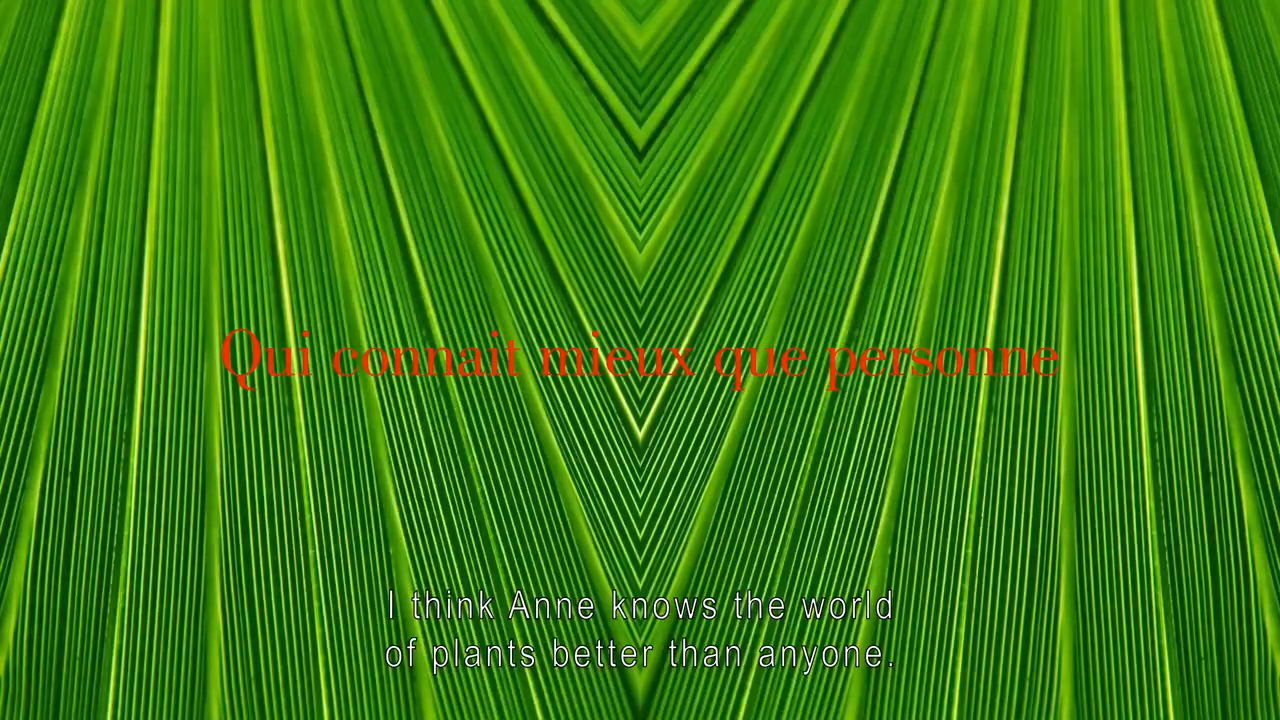 Qui connait mieux que personne
I think Anne knows the world
of plants better than anyone.